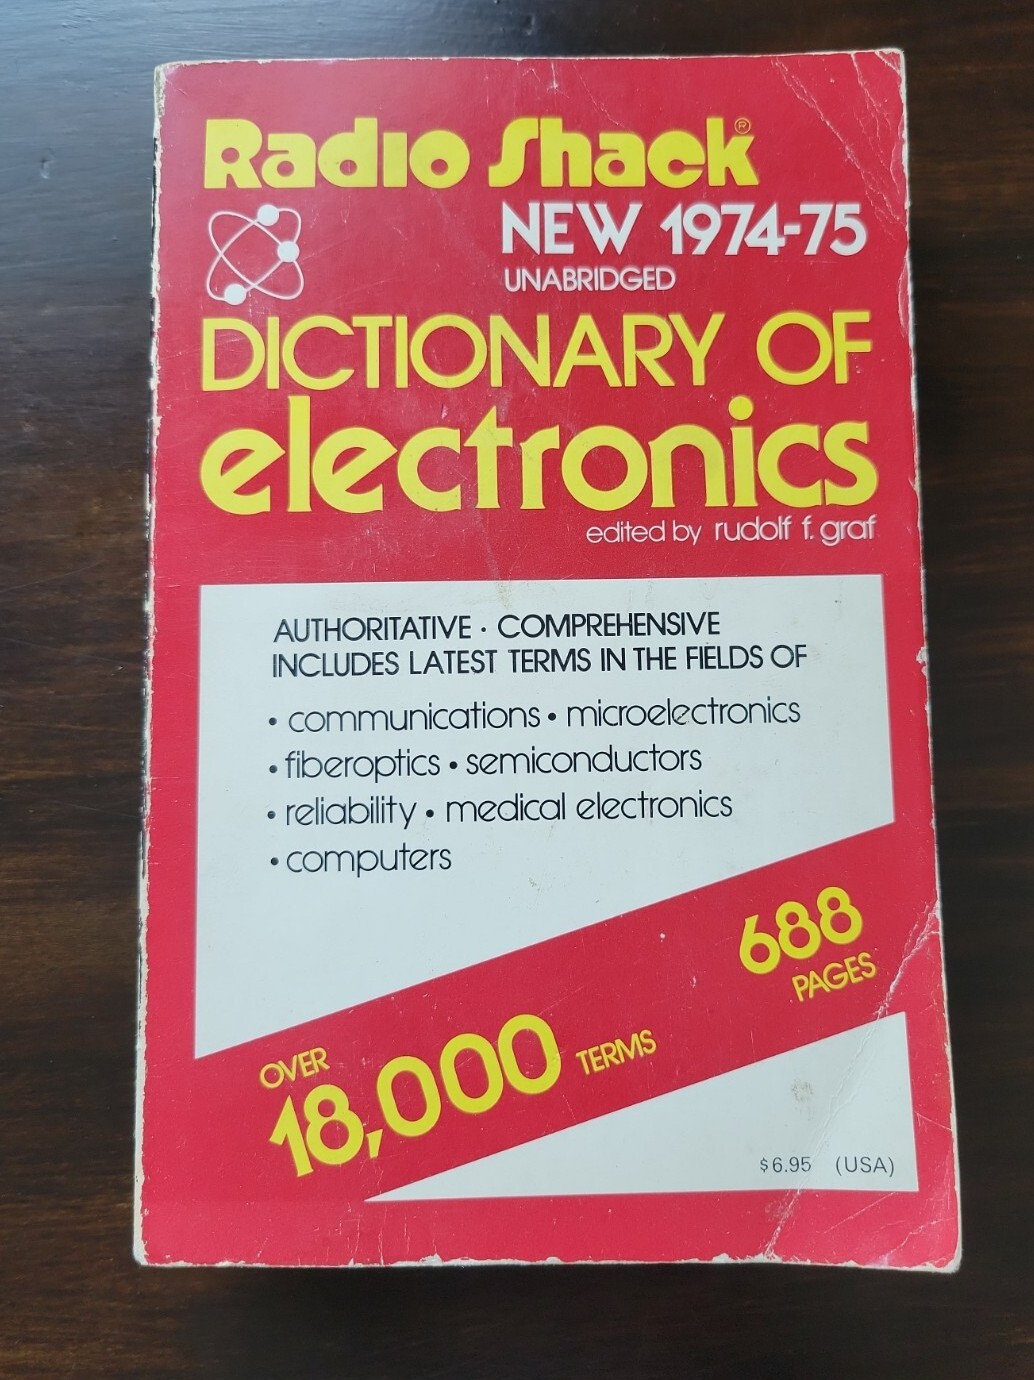 Radio Shack®
NEW 1974-75
UNABRIDGED
DICTIONARY OF
electronics
edited by rudolf f. graf
AUTHORITATIVE · COMPREHENSIVE
INCLUDES LATEST TERMS IN THE FIELDS OF
• communications • microelectronics
• fiberoptics • semiconductors
• reliability • medical electronics
• computers
688
PAGES
OVER
18,000 TERMS
$6.95 (USA)